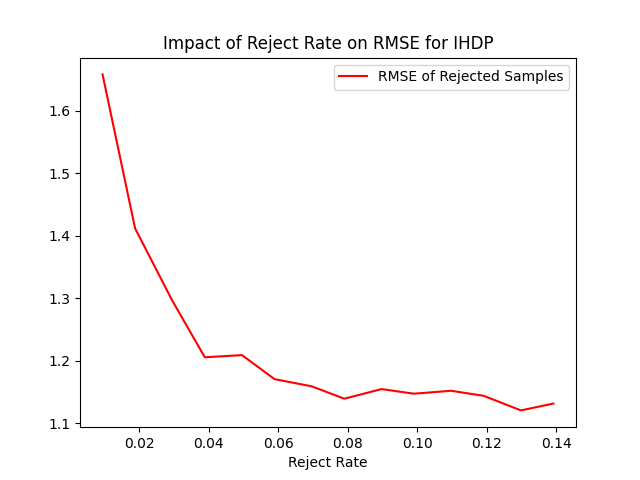 Impact of Reject Rate on RMSE for IHDP
RMSE of Rejected Samples
1.6
1.5
1.4
1.3
1.2
1.1
0.02 0.04 0.06 0.08 0.10 0.12 0.14
Reject Rate